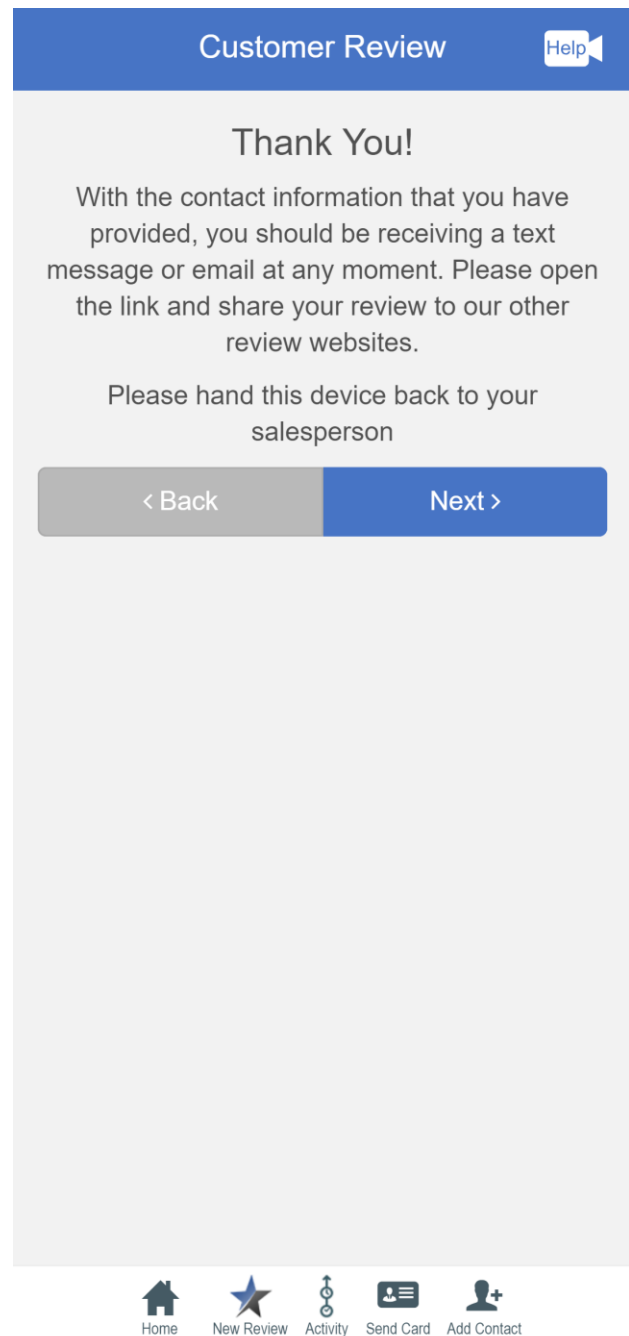 Customer Review
Help
Thank You!
With the contact information that you have
provided, you should be receiving a text
message or email at any moment. Please open
the link and share your review to our other
review websites.
Please hand this device back to your
salesperson
< Back
Next >
Home
New Review
Activity
Send Card
Add Contact